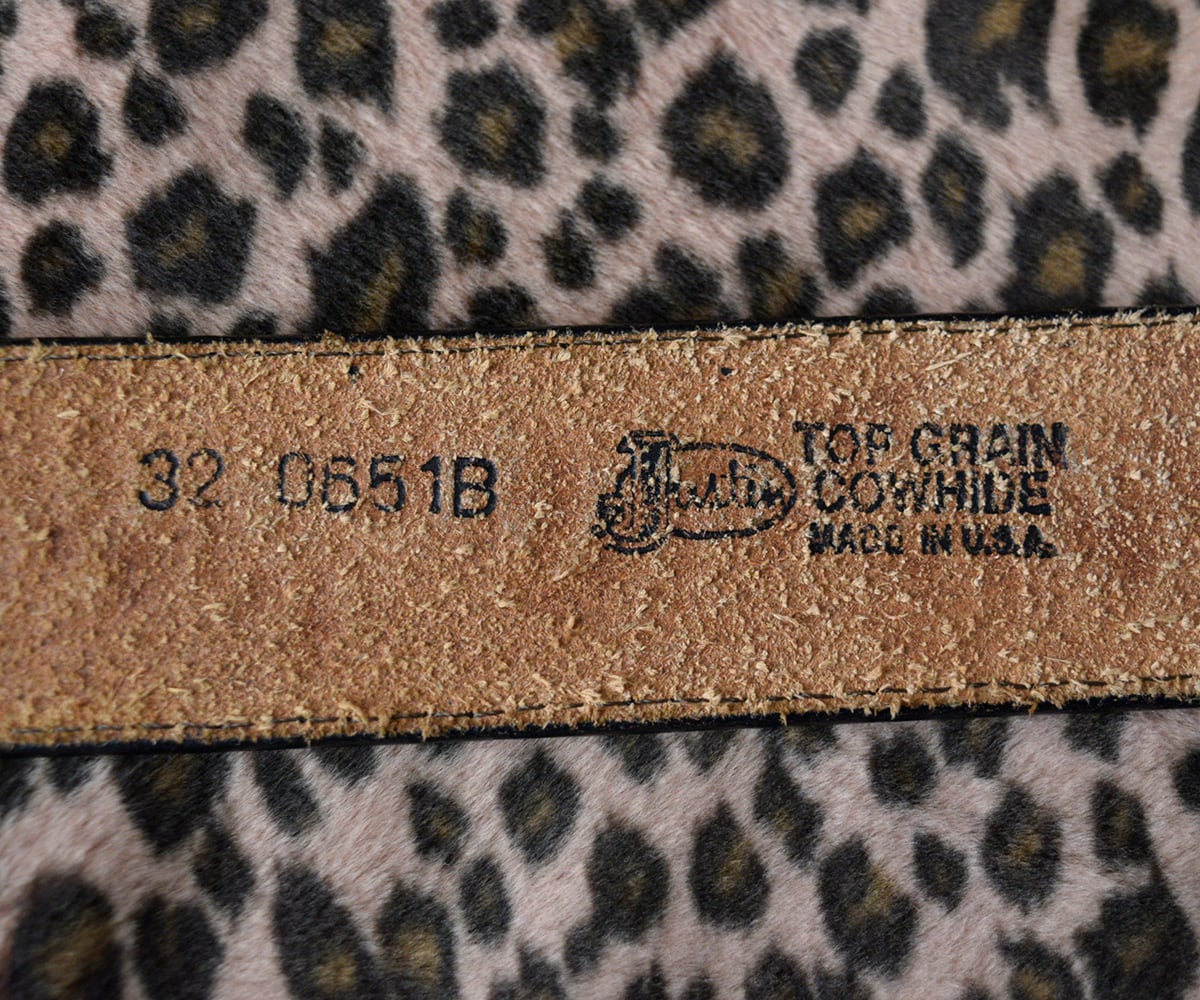 32 0651B
Justin
TOP GRAIN
COWHIDE
MADE IN U.S.A.